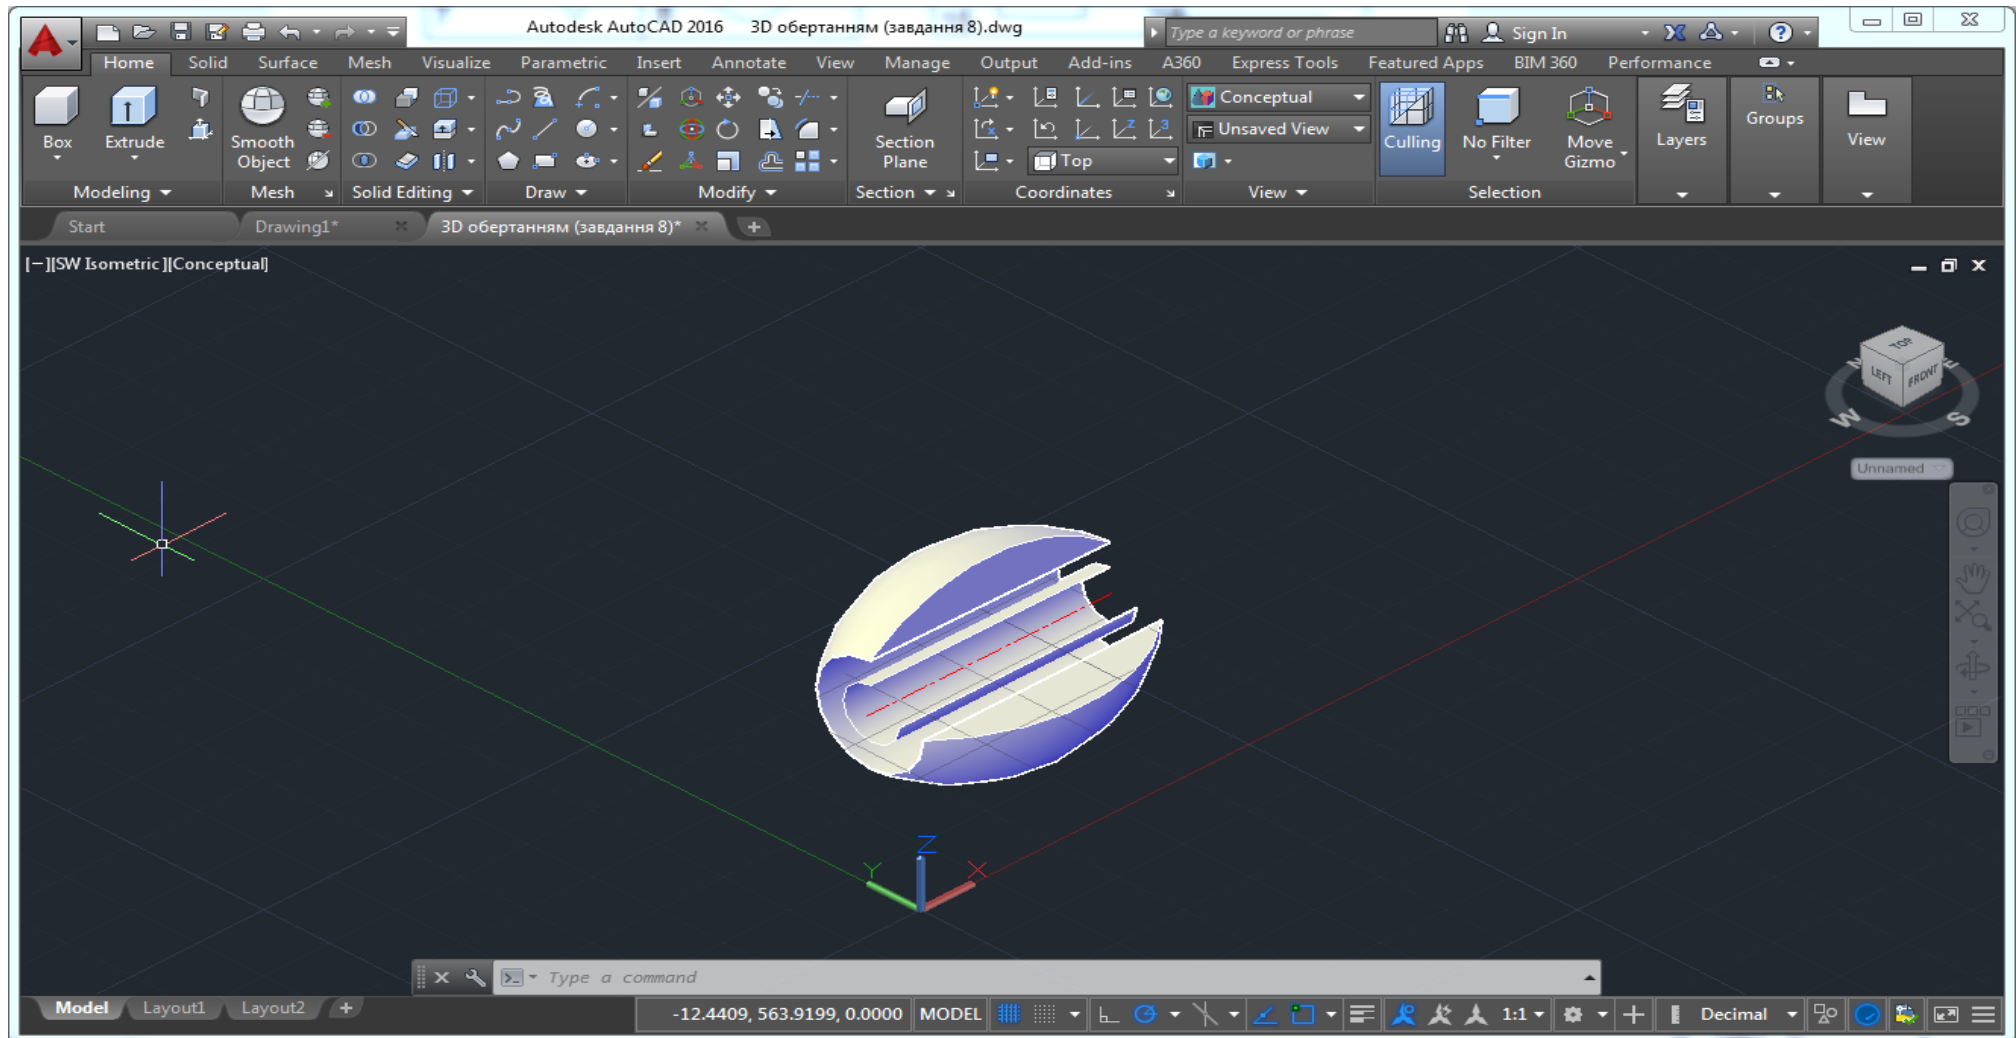 Autodesk AutoCAD 2016 3D обертанням (завдання 8).dwg
Type a keyword or phrase
Sign In
Home Solid Surface Mesh Visualize Parametric Insert Annotate View Manage Output Add-ins A360 Express Tools Featured Apps BIM 360 Performance
Box
Extrude
Smooth Object
Section Plane
Top
Conceptual
Unsaved View
Culling
No Filter
Move Gizmo
Layers
Groups
View
Modeling Mesh Solid Editing Draw Modify Section Coordinates View Selection
Start Drawing1* 3D обертанням (завдання 8)*
[−][SW Isometric][Conceptual]
TOP
LEFT FRONT
N E
W S
Unnamed
Z
Y X
Type a command
Model Layout1 Layout2 +
-12.4409, 563.9199, 0.0000 MODEL 1:1 Decimal